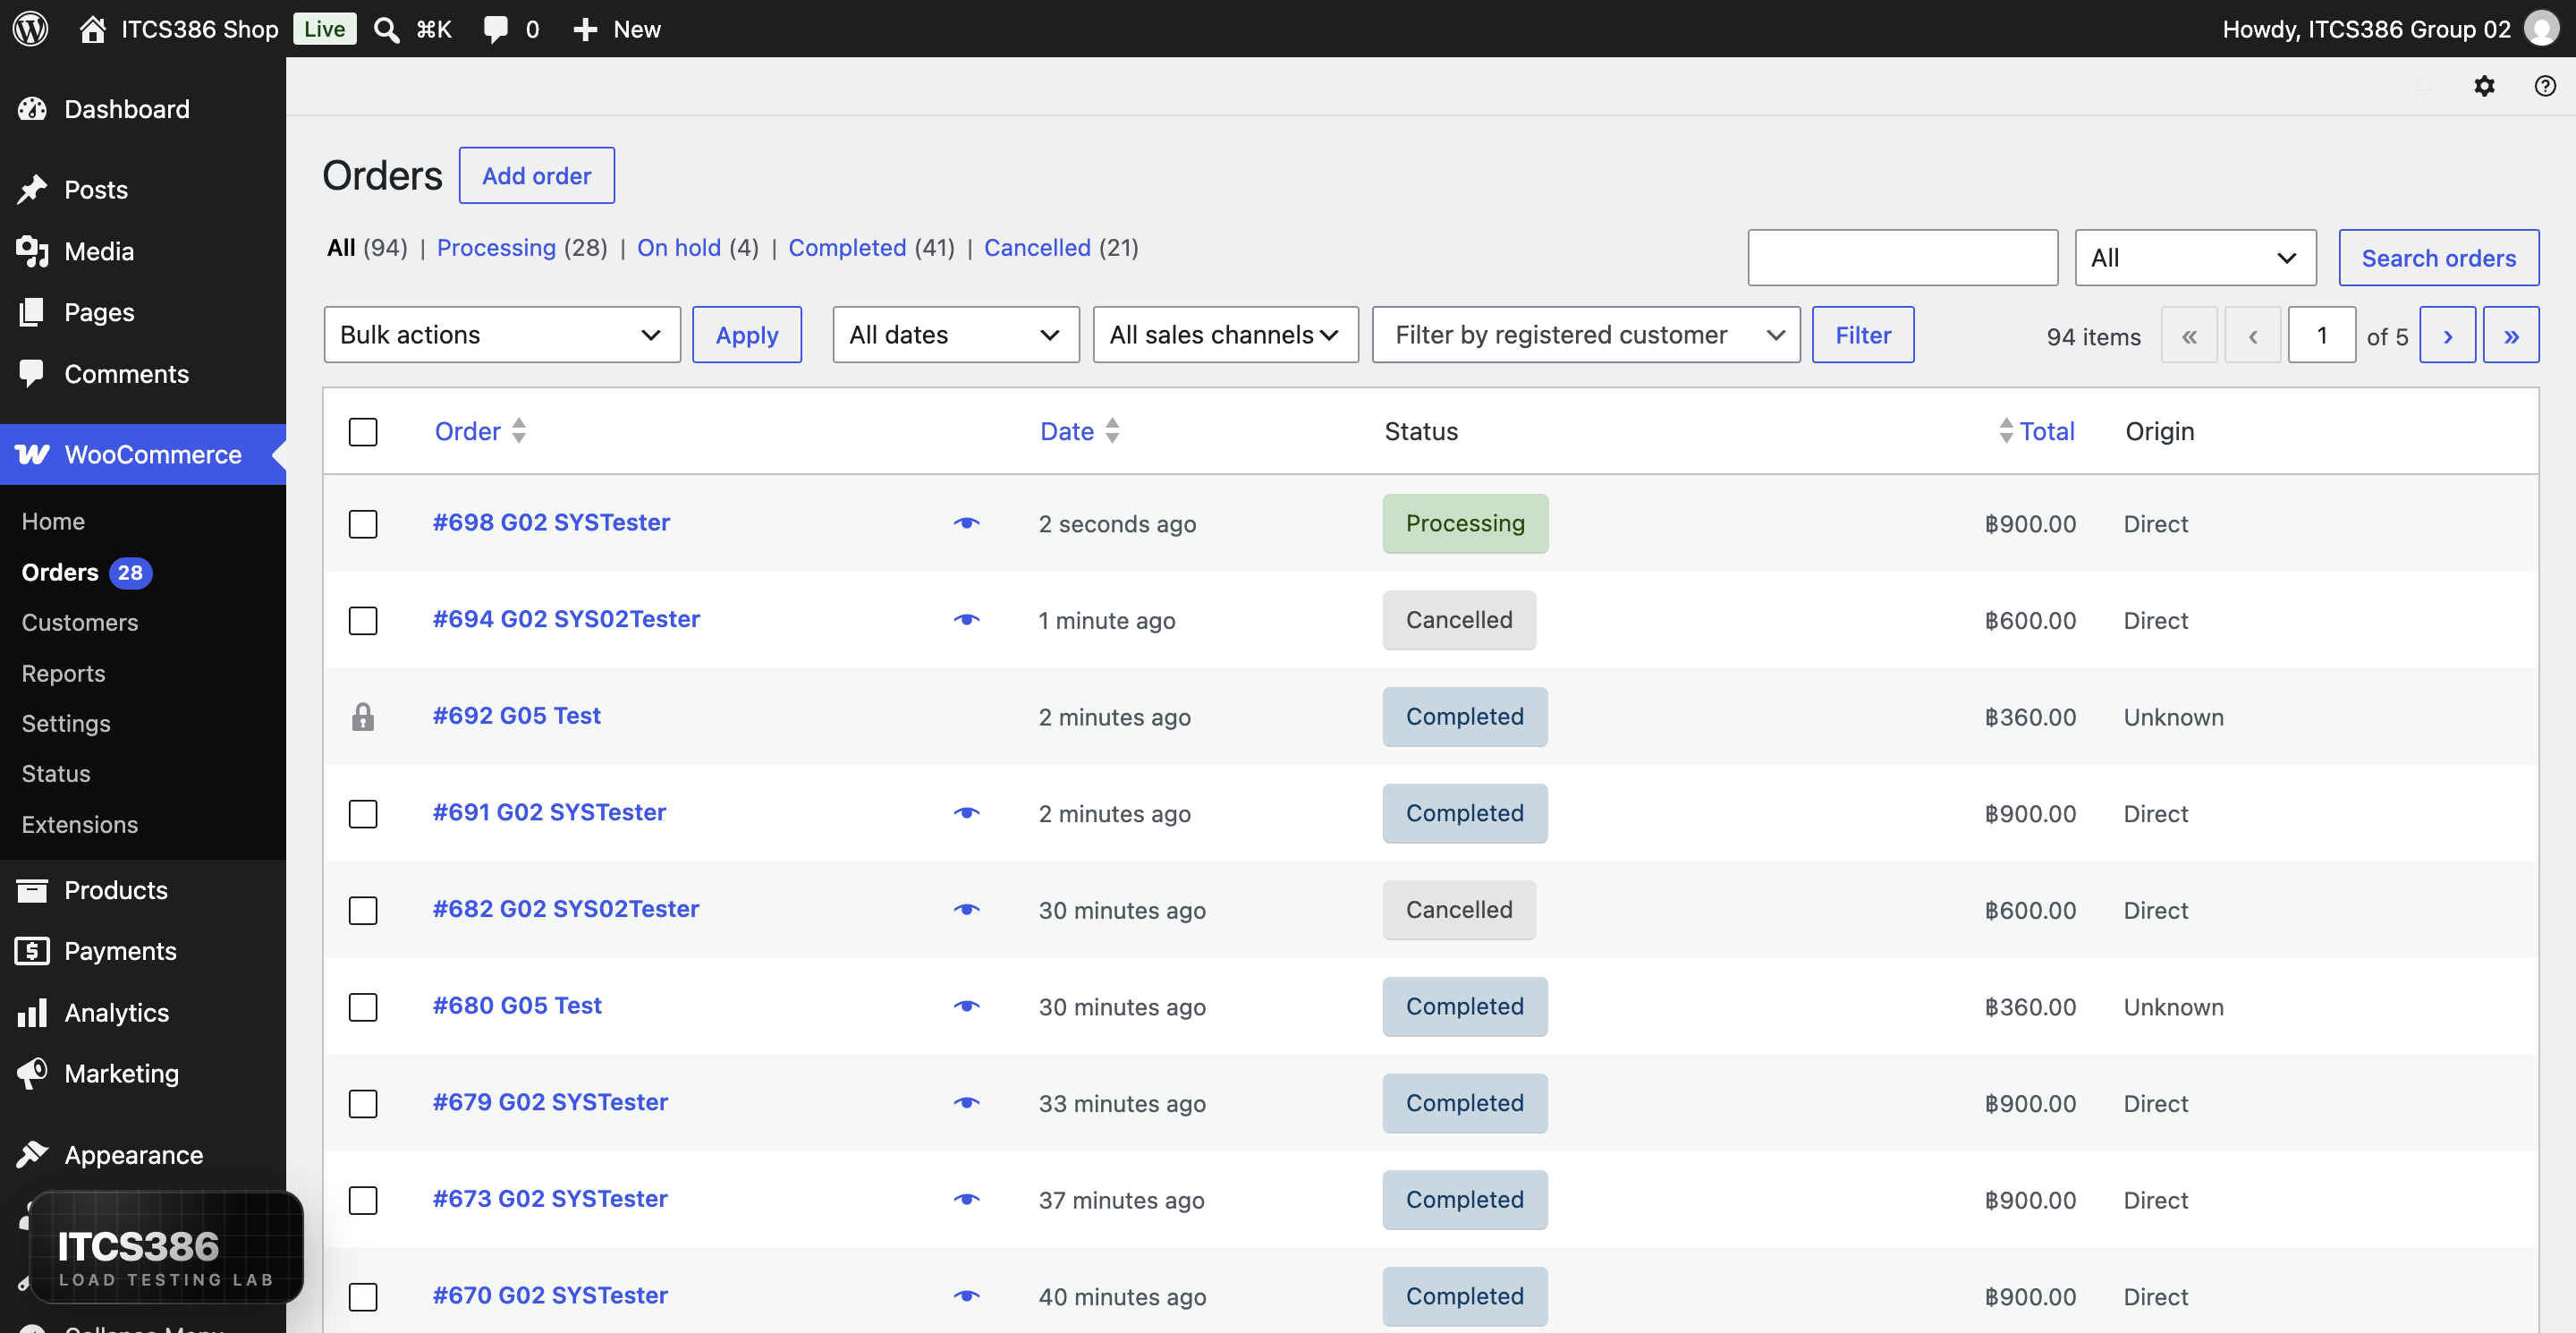 ITCS386 Shop Live ⌘K 0 New Howdy, ITCS386 Group 02
Dashboard
Posts
Media
Pages
Comments
WooCommerce
Home
Orders 28
Customers
Reports
Settings
Status
Extensions
Products
Payments
Analytics
Marketing
Appearance
ITCS386
LOAD TESTING LAB
Orders Add order
All (94) | Processing (28) | On hold (4) | Completed (41) | Cancelled (21)
All Search orders
Bulk actions Apply All dates All sales channels Filter by registered customer Filter 94 items « ‹ 1 of 5 › »
Order Date Status Total Origin
#698 G02 SYSTester 2 seconds ago Processing ฿900.00 Direct
#694 G02 SYS02Tester 1 minute ago Cancelled ฿600.00 Direct
#692 G05 Test 2 minutes ago Completed ฿360.00 Unknown
#691 G02 SYSTester 2 minutes ago Completed ฿900.00 Direct
#682 G02 SYS02Tester 30 minutes ago Cancelled ฿600.00 Direct
#680 G05 Test 30 minutes ago Completed ฿360.00 Unknown
#679 G02 SYSTester 33 minutes ago Completed ฿900.00 Direct
#673 G02 SYSTester 37 minutes ago Completed ฿900.00 Direct
#670 G02 SYSTester 40 minutes ago Completed ฿900.00 Direct